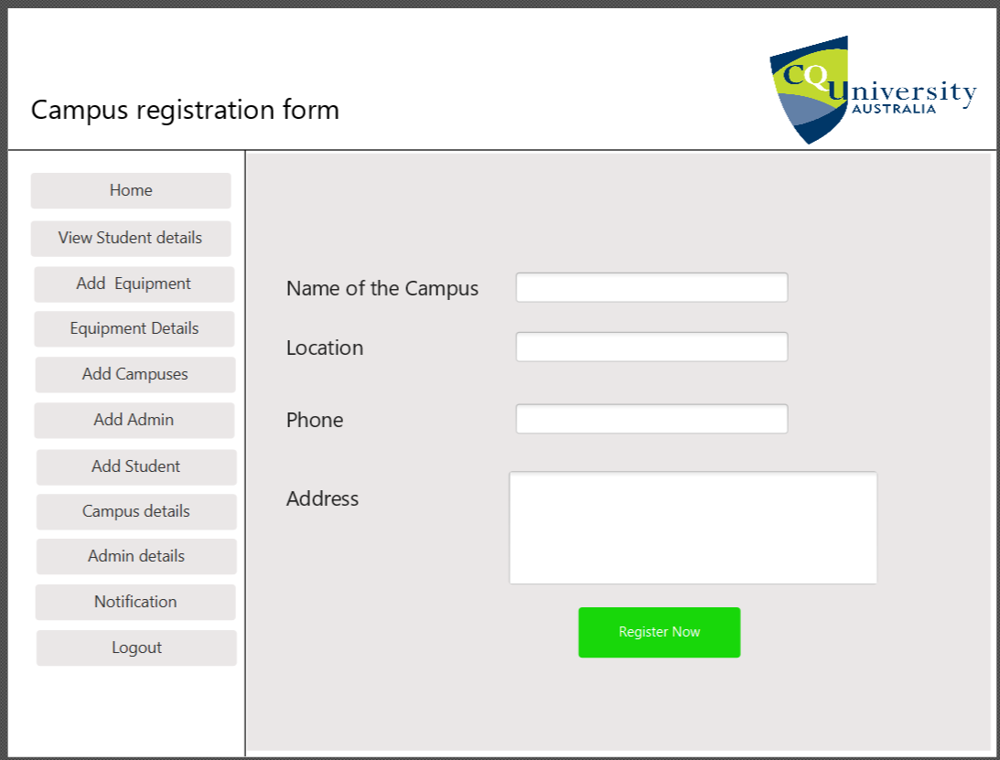 Campus registration form
CQUniversity
AUSTRALIA
Home
View Student details
Add  Equipment
Equipment Details
Add Campuses
Add Admin
Add Student
Campus details
Admin details
Notification
Logout
Name of the Campus
Location
Phone
Address
Register Now